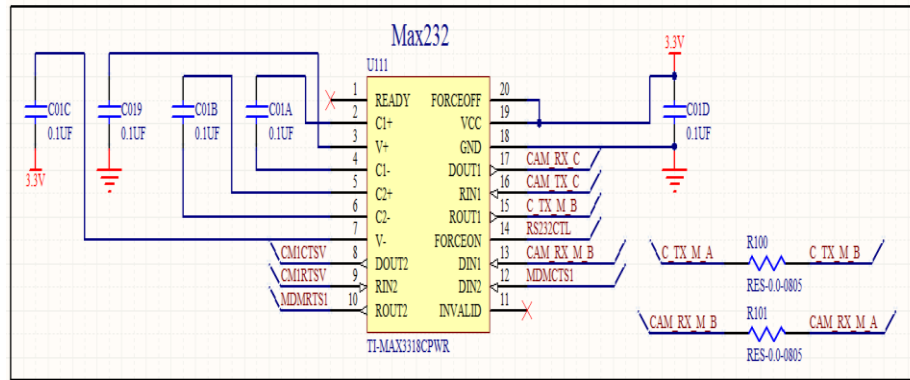 Max232
U111
3.3V
C01C
0.1UF
3.3V
C019
0.1UF
C01B
0.1UF
C01A
0.1UF
C01D
0.1UF
1 READY FORCEOFF 20
2 C1+ VCC 19
3 V+ GND 18
4 C1- DOUT1 17 CAM_RX_C
5 C2+ RIN1 16 CAM_TX_C
6 C2- ROUT1 15 C_TX_M_B
7 V- FORCEON 14 RS232CTL
CM1CTSV 8 DOUT2 DIN1 13 CAM_RX_M_B
CM1RTSV 9 RIN2 DIN2 12 MDMCTS1
MDMRTS1 10 ROUT2 INVALID 11
TI-MAX3318CPWR
R100
C_TX_M_A C_TX_M_B
RES-0.0-0805
R101
CAM_RX_M_B CAM_RX_M_A
RES-0.0-0805